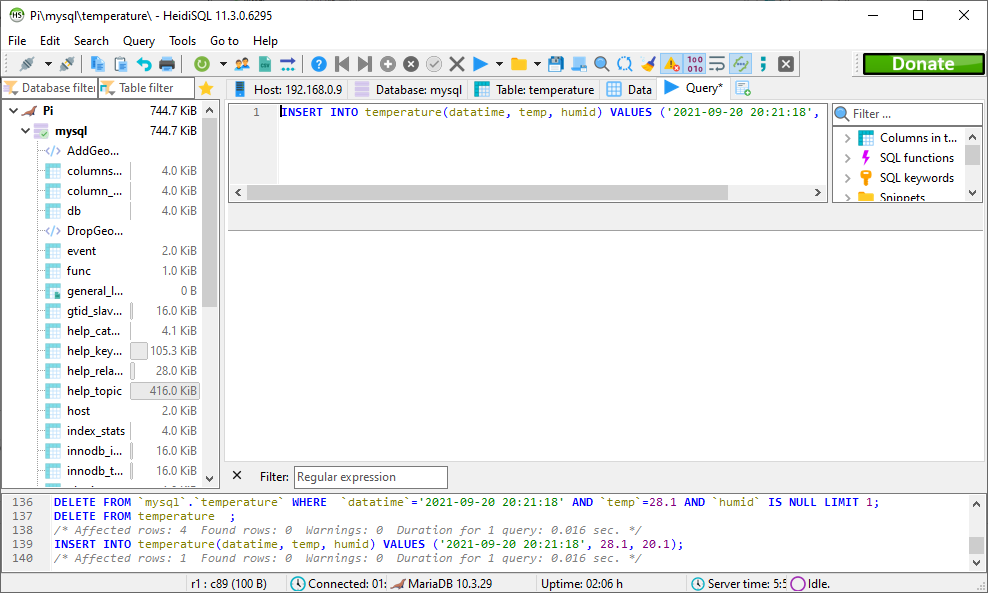 Pi\mysql\temperature\ - HeidiSQL 11.3.0.6295
File Edit Search Query Tools Go to Help
Donate
Database filter Table filter
Host: 192.168.0.9 Database: mysql Table: temperature Data Query*
Pi 744.7 KiB
mysql 744.7 KiB
AddGeo...
columns... 4.0 KiB
column_... 4.0 KiB
db 4.0 KiB
DropGeo...
event 2.0 KiB
func 1.0 KiB
general_l... 0 B
gtid_slav... 16.0 KiB
help_cat... 4.1 KiB
help_key... 105.3 KiB
help_rela... 28.0 KiB
help_topic 416.0 KiB
host 2.0 KiB
index_stats 4.0 KiB
innodb_i... 16.0 KiB
innodb_t... 16.0 KiB
1 INSERT INTO temperature(datatime, temp, humid) VALUES ('2021-09-20 20:21:18',
Filter ...
Columns in t...
SQL functions
SQL keywords
Snippets
Filter: Regular expression
136 DELETE FROM `mysql`.`temperature` WHERE  `datatime`='2021-09-20 20:21:18' AND `temp`=28.1 AND `humid` IS NULL LIMIT 1;
137 DELETE FROM temperature  ;
138 /* Affected rows: 4  Found rows: 0  Warnings: 0  Duration for 1 query: 0.016 sec. */
139 INSERT INTO temperature(datatime, temp, humid) VALUES ('2021-09-20 20:21:18', 28.1, 20.1);
140 /* Affected rows: 1  Found rows: 0  Warnings: 0  Duration for 1 query: 0.016 sec. */
r1 : c89 (100 B) Connected: 01: MariaDB 10.3.29 Uptime: 02:06 h Server time: 5:5 Idle.